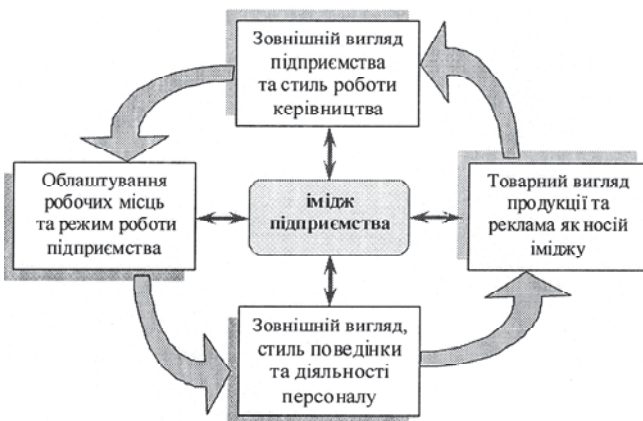 Зовнішній вигляд
підприємства
та стиль роботи
керівництва
Облаштування
робочих місць
та режим роботи
підприємства
імідж
підприємства
Товарний вигляд
продукції та
реклама як носій
іміджу
Зовнішній вигляд,
стиль поведінки
та діяльності
персоналу